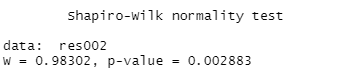 Shapiro-Wilk normality test
data:  res002
W = 0.98302, p-value = 0.002883